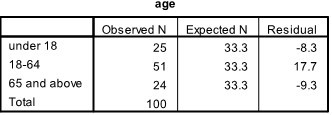 age
Observed N Expected N Residual
under 18 25 33.3 -8.3
18-64 51 33.3 17.7
65 and above 24 33.3 -9.3
Total 100